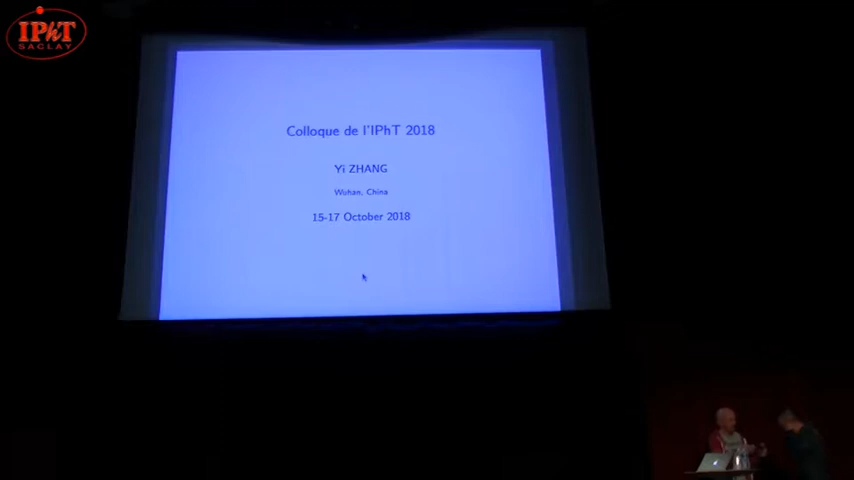 IPhT
SACLAY
Colloque de l'IPhT 2018
Yi ZHANG
Wuhan, China
15-17 October 2018